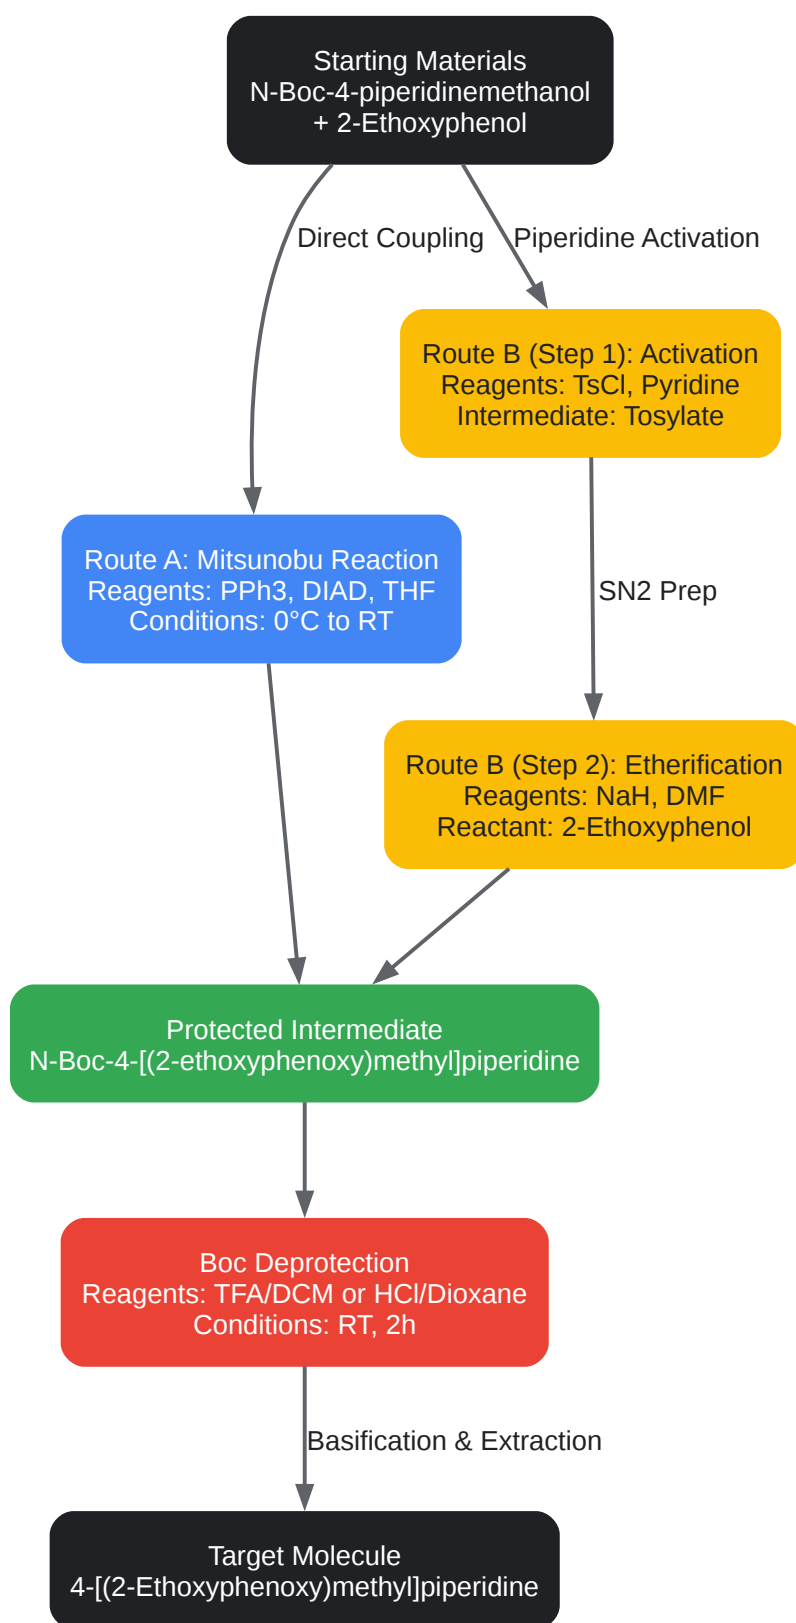 Starting Materials
N-Boc-4-piperidinemethanol
+ 2-Ethoxyphenol
Direct Coupling
Piperidine Activation
Route B (Step 1): Activation
Reagents: TsCl, Pyridine
Intermediate: Tosylate
Route A: Mitsunobu Reaction
Reagents: PPh3, DIAD, THF
Conditions: 0°C to RT
SN2 Prep
Route B (Step 2): Etherification
Reagents: NaH, DMF
Reactant: 2-Ethoxyphenol
Protected Intermediate
N-Boc-4-[(2-ethoxyphenoxy)methyl]piperidine
Boc Deprotection
Reagents: TFA/DCM or HCl/Dioxane
Conditions: RT, 2h
Basification & Extraction
Target Molecule
4-[(2-Ethoxyphenoxy)methyl]piperidine